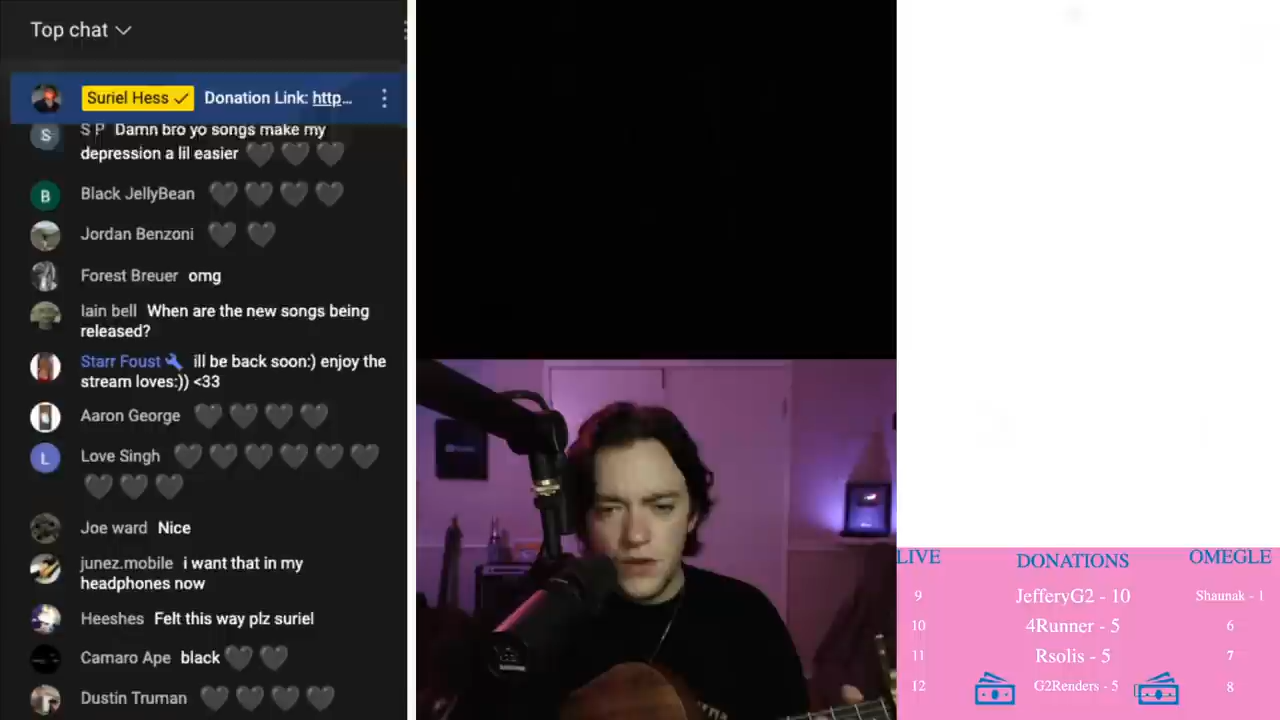 Top chat
Suriel Hess Donation Link: http...
S P Damn bro yo songs make my
depression a lil easier 🖤 🖤 🖤
Black JellyBean 🖤 🖤 🖤 🖤
Jordan Benzoni 🖤 🖤
Forest Breuer omg
Iain bell When are the new songs being
released?
Starr Foust ill be back soon:) enjoy the
stream loves:)) <33
Aaron George 🖤 🖤 🖤 🖤
Love Singh 🖤 🖤 🖤 🖤 🖤 🖤
🖤 🖤 🖤
Joe ward Nice
junez.mobile i want that in my
headphones now
Heeshes Felt this way plz suriel
Camaro Ape black 🖤 🖤
Dustin Truman 🖤 🖤 🖤 🖤
LIVE DONATIONS OMEGLE
9 JefferyG2 - 10 Shaunak - 1
10 4Runner - 5 6
11 Rsolis - 5 7
12 G2Renders - 5 8